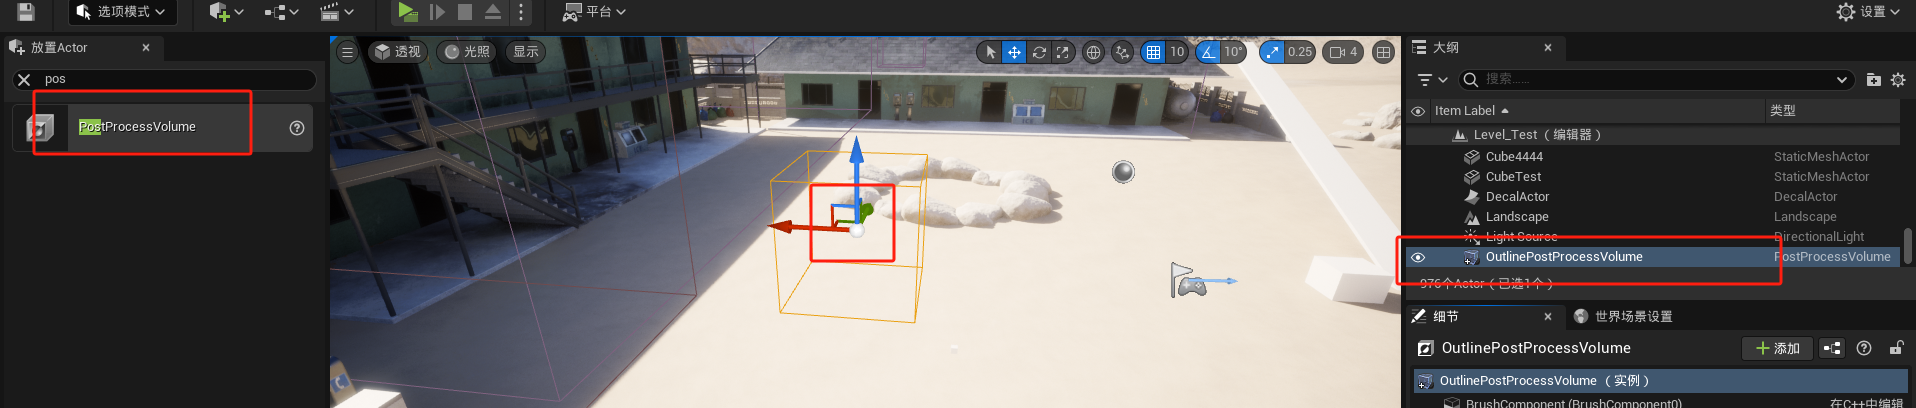 选项模式
平台
设置
放置Actor
pos
PostProcessVolume
透视
光照
显示
10
10°
0.25
4
大纲
搜索......
Item Label
类型
Level_Test（编辑器）
Cube4444
StaticMeshActor
CubeTest
StaticMeshActor
DecalActor
DecalActor
Landscape
Landscape
Light Source
DirectionalLight
OutlinePostProcessVolume
PostProcessVolume
976个Actor（已选1个）
细节
世界场景设置
OutlinePostProcessVolume
添加
OutlinePostProcessVolume（实例）
BrushComponent (BrushComponent0)
在C++中编辑
ICE